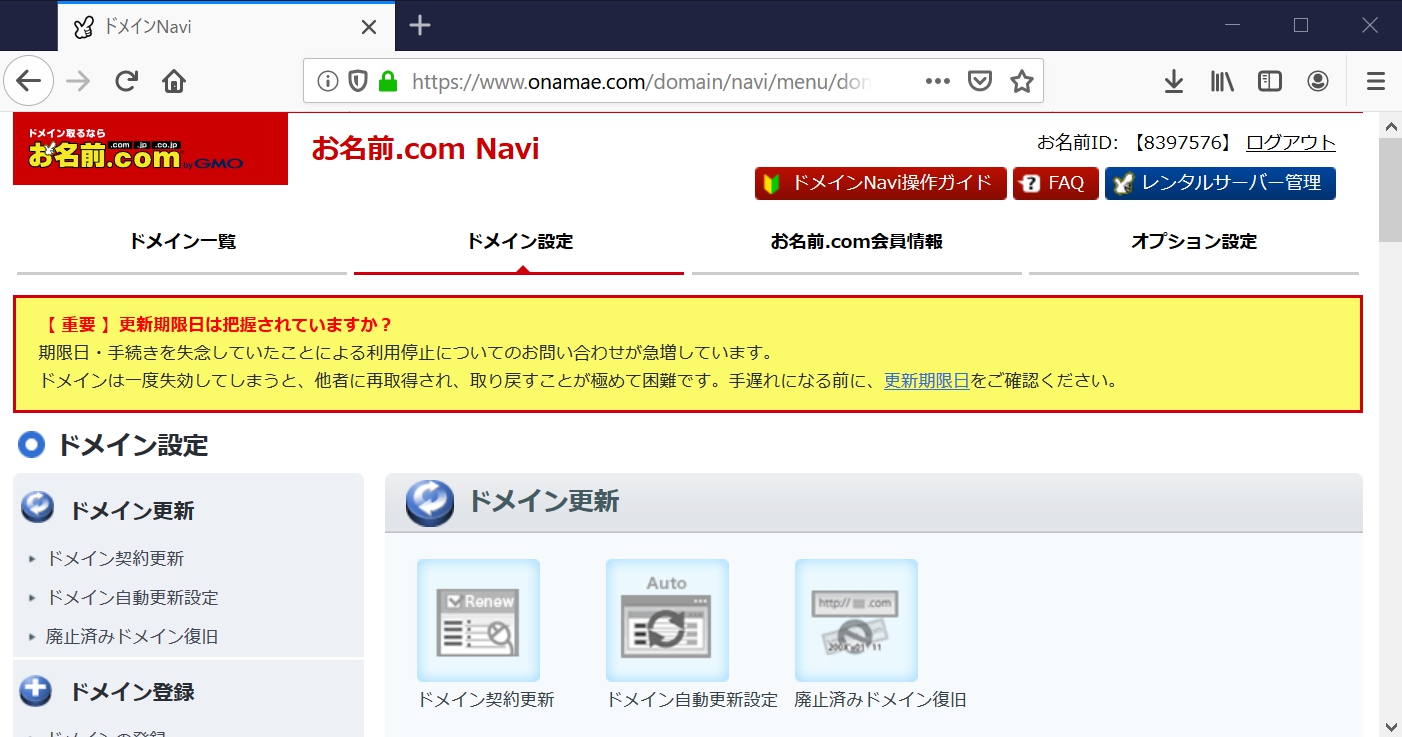 ドメインNavi
https://www.onamae.com/domain/navi/menu/don
ドメイン取るなら
お名前.com .com .jp .co.jp by GMO
お名前.com Navi
お名前ID: 【8397576】 ログアウト
ドメインNavi操作ガイド
FAQ
レンタルサーバー管理
ドメイン一覧
ドメイン設定
お名前.com会員情報
オプション設定
【 重要 】更新期限日は把握されていますか？
期限日・手続きを失念していたことによる利用停止についてのお問い合わせが急増しています。
ドメインは一度失効してしまうと、他者に再取得され、取り戻すことが極めて困難です。手遅れになる前に、更新期限日をご確認ください。
ドメイン設定
ドメイン更新
ドメイン契約更新
ドメイン自動更新設定
廃止済みドメイン復旧
ドメイン登録
ドメインの登録
ドメイン更新
Renew
ドメイン契約更新
Auto
ドメイン自動更新設定
http:// .com
廃止済みドメイン復旧